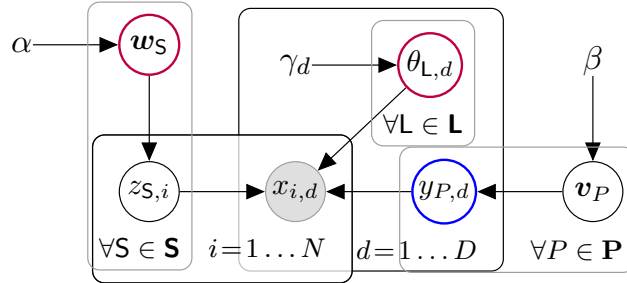 α
𝒘_S
γ_d
θ_{L,d}
β
∀L ∈ L
z_{S,i}
x_{i,d}
y_{P,d}
𝒗_P
∀S ∈ S
i=1…N
d=1…D
∀P ∈ P